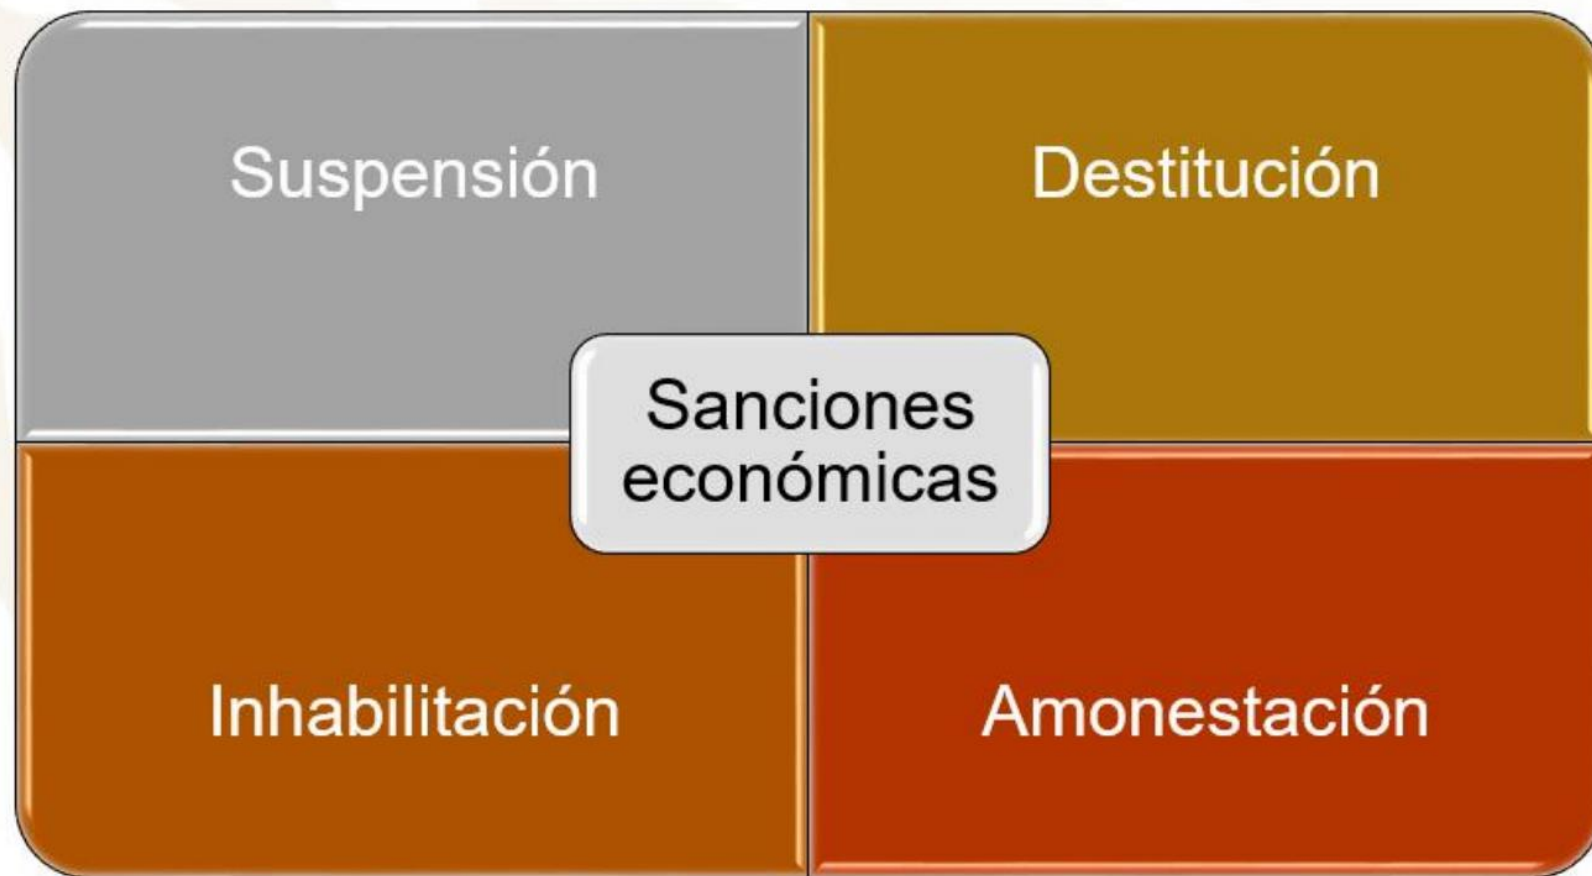 Suspensión
Destitución
Sanciones
económicas
Inhabilitación
Amonestación